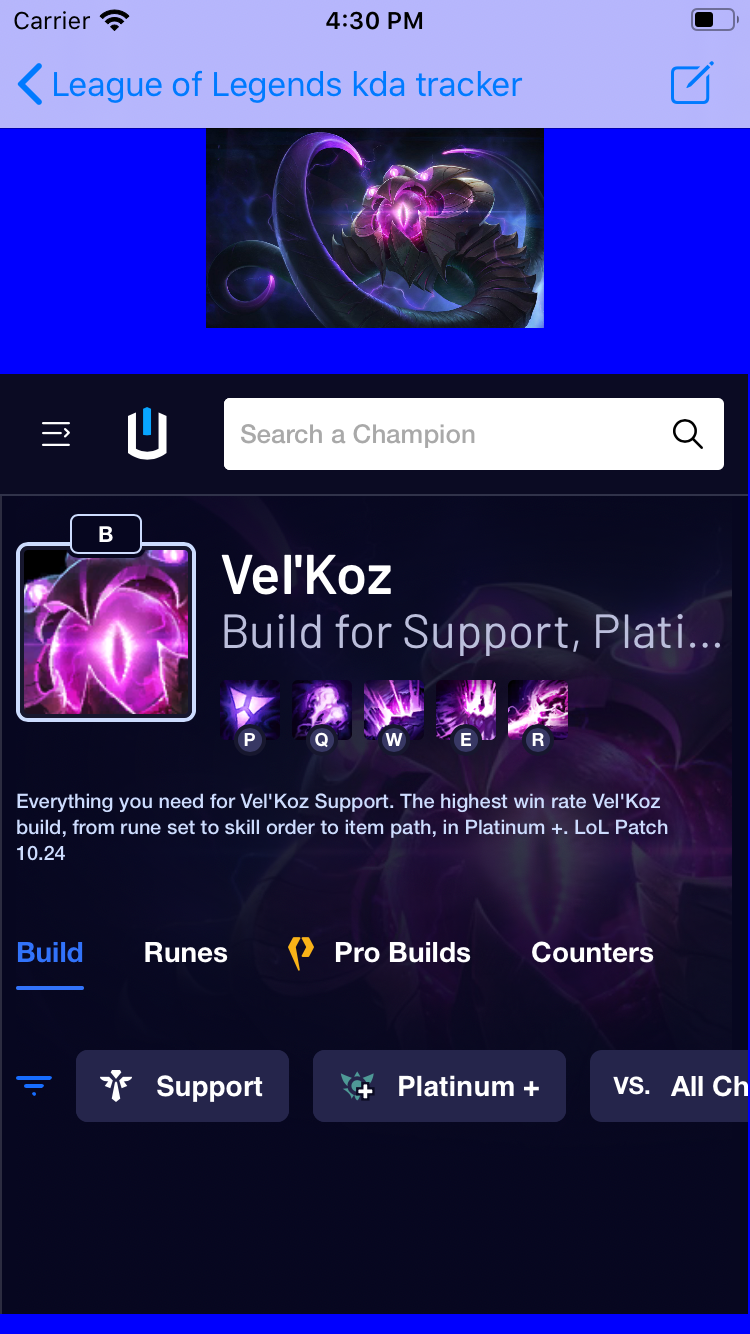 Carrier 4:30 PM
League of Legends kda tracker
Search a Champion
B
Vel'Koz
Build for Support, Plati...
P Q W E R
Everything you need for Vel'Koz Support. The highest win rate Vel'Koz
build, from rune set to skill order to item path, in Platinum +. LoL Patch
10.24
Build Runes Pro Builds Counters
Support Platinum + VS. All Ch